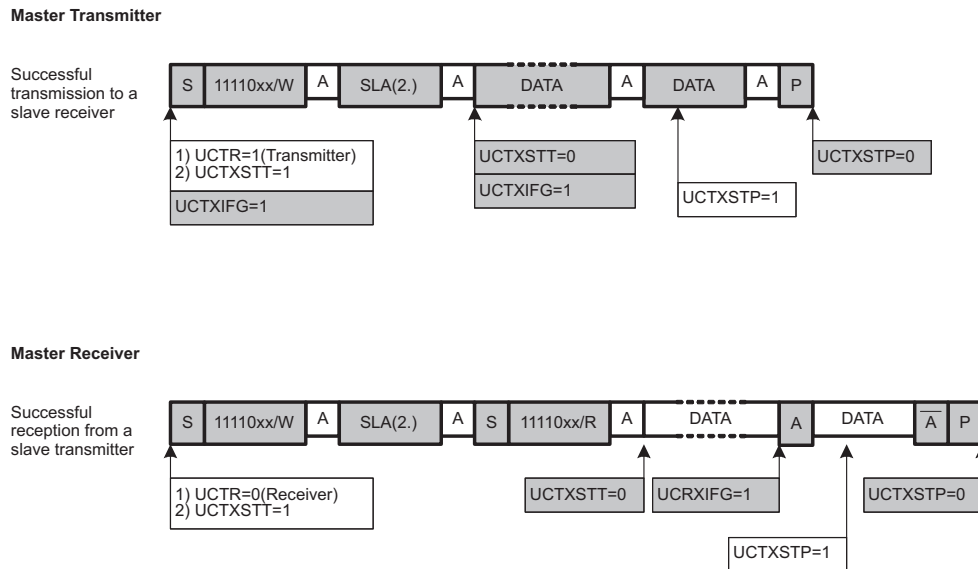 Master Transmitter
Successful
transmission to a
slave receiver
S 11110xx/W A SLA(2.) A DATA A DATA A P
1) UCTR=1(Transmitter)
2) UCTXSTT=1
UCTXIFG=1
UCTXSTT=0
UCTXIFG=1
UCTXSTP=1
UCTXSTP=0
Master Receiver
Successful
reception from a
slave transmitter
S 11110xx/W A SLA(2.) A S 11110xx/R A DATA A DATA A̅ P
1) UCTR=0(Receiver)
2) UCTXSTT=1
UCTXSTT=0
UCRXIFG=1
UCTXSTP=1
UCTXSTP=0